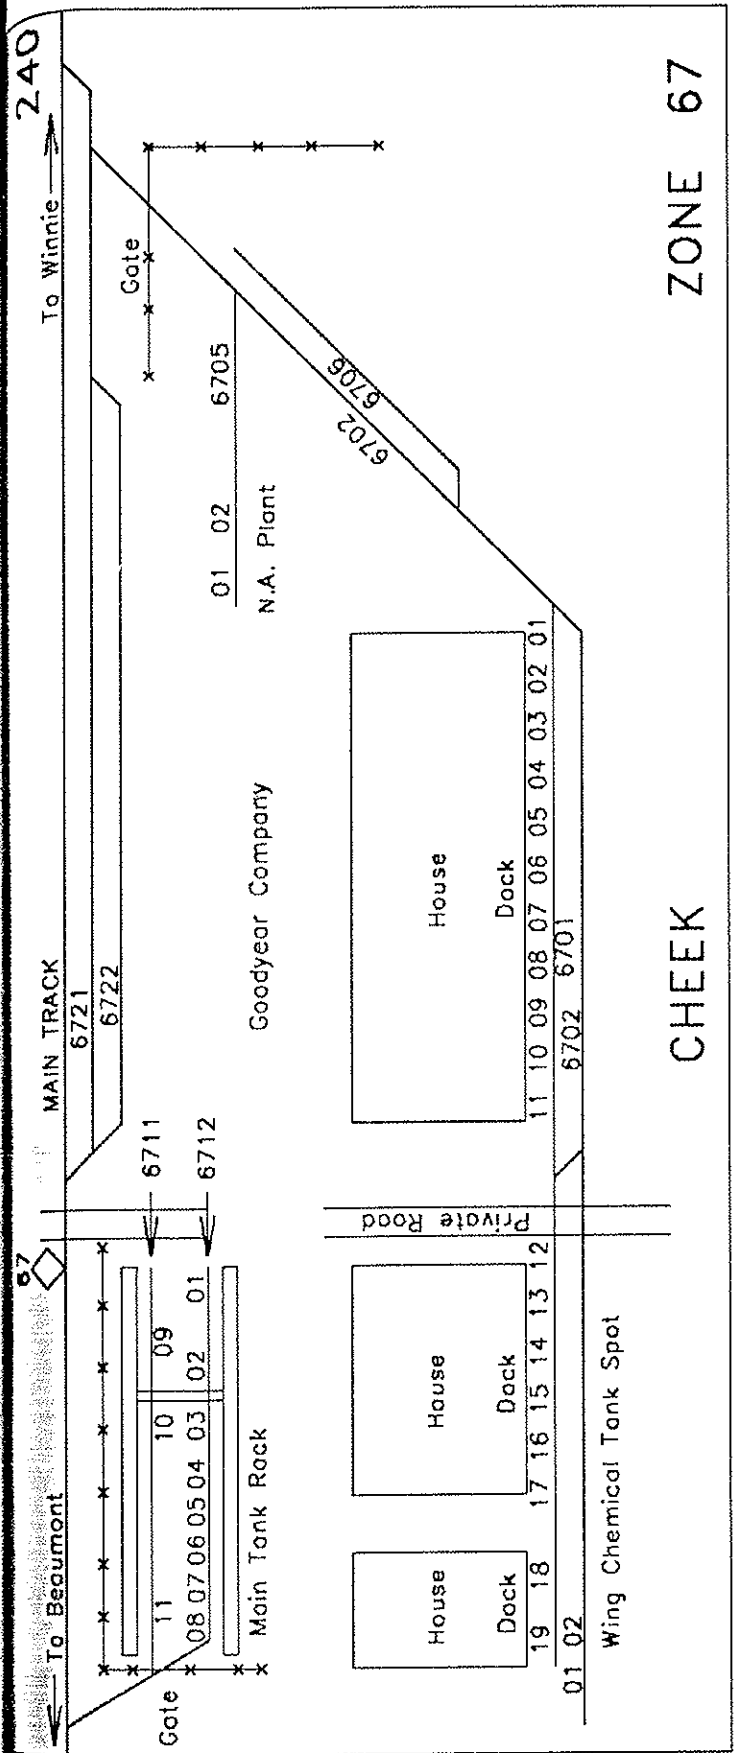 240
To Winnie
To Beaumont
67
MAIN TRACK
6721
6722
6711
6712
Gate
Gate
09
10
11
01
02
03
04
05
06
07
08
Main Tank Rack
01 02 6705
N.A. Plant
6706
6702
Goodyear Company
Private Road
House
Dock
19 18
House
Dock
17 16 15 14 13 12
House
Dock
11 10 09 08 07 06 05 04 03 02 01
6702 6701
01 02
Wing Chemical Tank Spot
CHEEK
ZONE 67